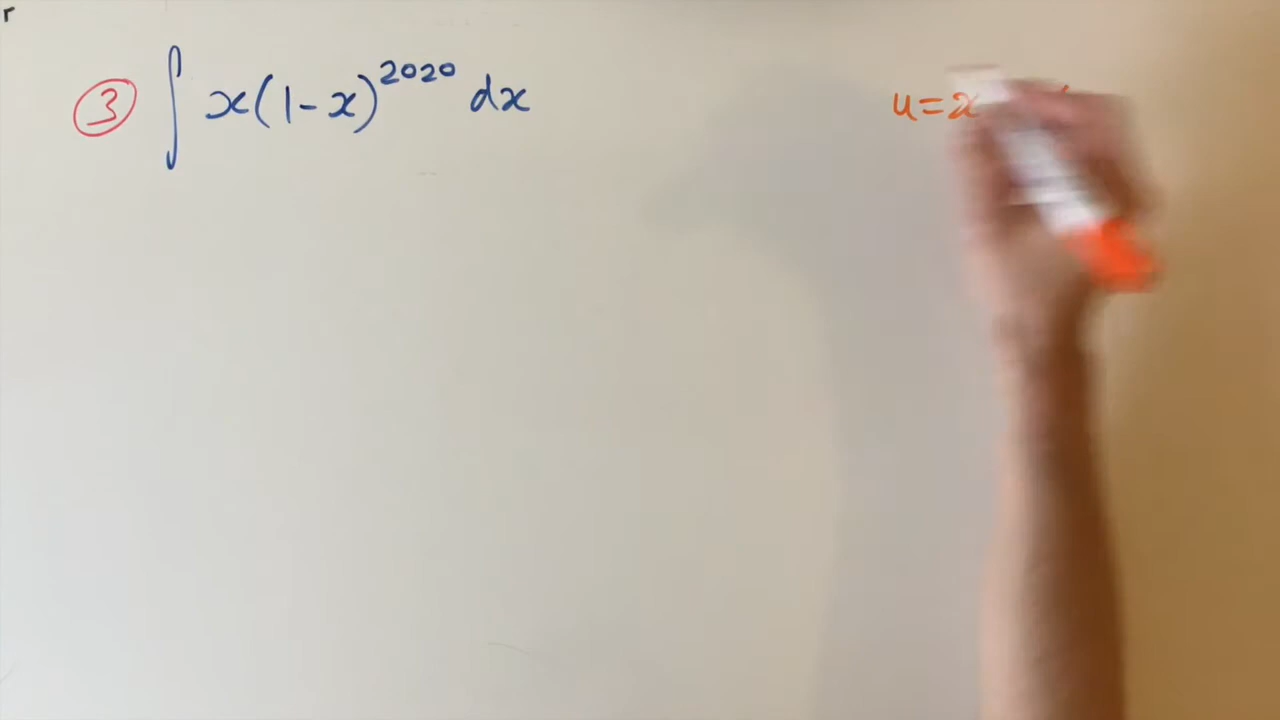 r
③ ∫ x(1-x)^2020 dx
u=x